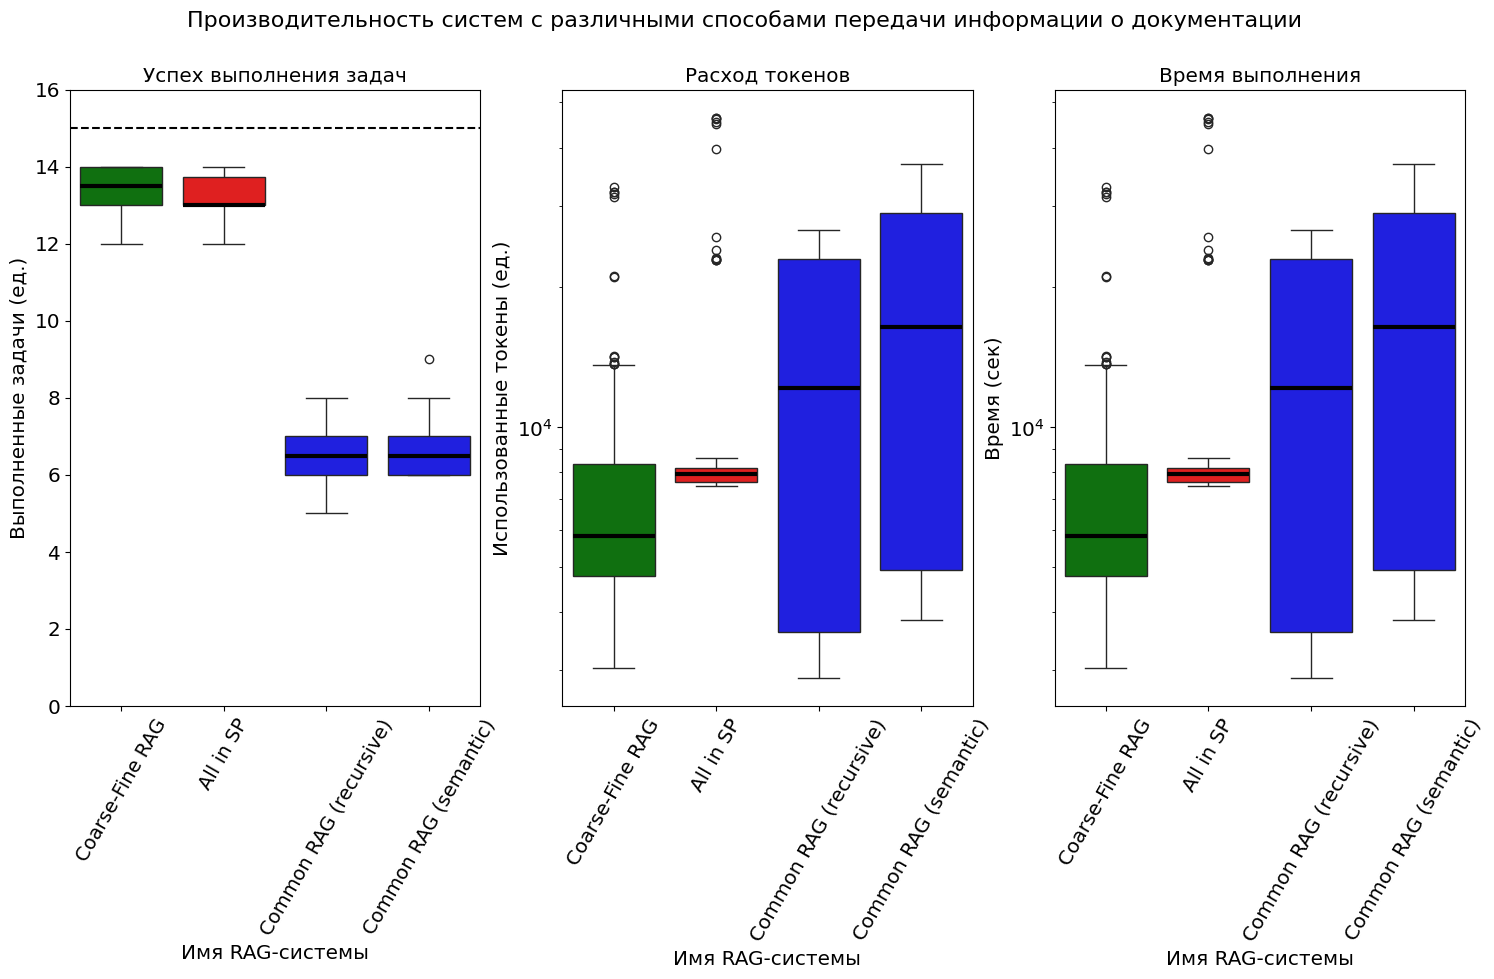 Производительность систем с различными способами передачи информации о документации
Успех выполнения задач
Выполненные задачи (ед.)
16
14
12
10
8
6
4
2
0
Coarse-Fine RAG
All in SP
Common RAG (recursive)
Common RAG (semantic)
Имя RAG-системы
Расход токенов
Использованные токены (ед.)
10⁴
Coarse-Fine RAG
All in SP
Common RAG (recursive)
Common RAG (semantic)
Имя RAG-системы
Время выполнения
Время (сек)
10⁴
Coarse-Fine RAG
All in SP
Common RAG (recursive)
Common RAG (semantic)
Имя RAG-системы